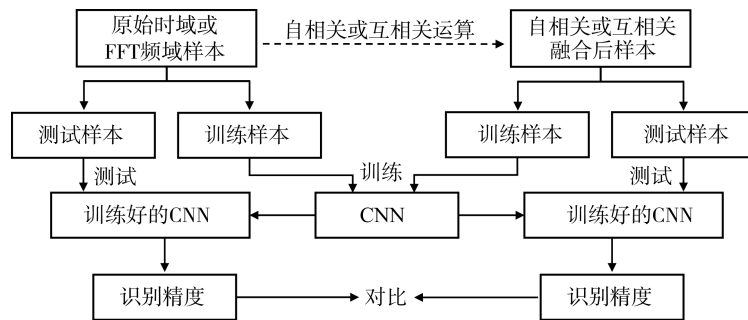 原始时域或
FFT频域样本
自相关或互相关运算
自相关或互相关
融合后样本
测试样本
训练样本
训练样本
测试样本
测试
训练
测试
训练好的CNN
CNN
训练好的CNN
识别精度
对比
识别精度